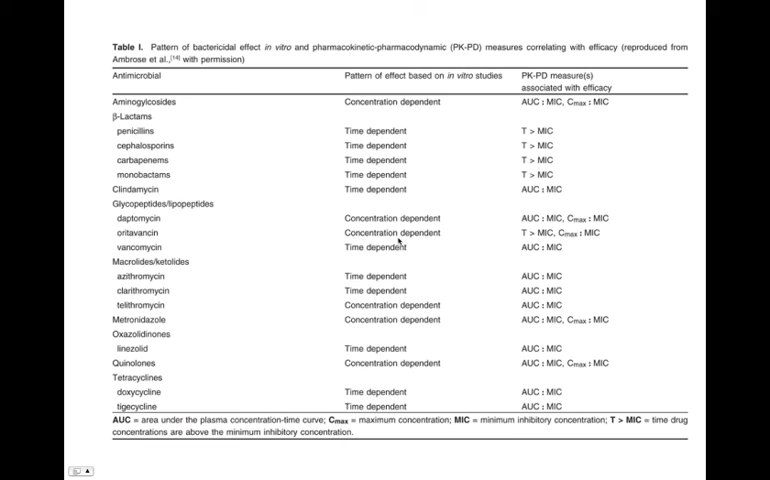 Table I. Pattern of bactericidal effect in vitro and pharmacokinetic-pharmacodynamic (PK-PD) measures correlating with efficacy (reproduced from
Ambrose et al.,[14] with permission)
Antimicrobial Pattern of effect based on in vitro studies PK-PD measure(s)
associated with efficacy
Aminogylcosides Concentration dependent AUC : MIC, Cmax : MIC
β-Lactams
penicillins Time dependent T > MIC
cephalosporins Time dependent T > MIC
carbapenems Time dependent T > MIC
monobactams Time dependent T > MIC
Clindamycin Time dependent AUC : MIC
Glycopeptides/lipopeptides
daptomycin Concentration dependent AUC : MIC, Cmax : MIC
oritavancin Concentration dependent T > MIC, Cmax : MIC
vancomycin Time dependent AUC : MIC
Macrolides/ketolides
azithromycin Time dependent AUC : MIC
clarithromycin Time dependent AUC : MIC
telithromycin Concentration dependent AUC : MIC
Metronidazole Concentration dependent AUC : MIC, Cmax : MIC
Oxazolidinones
linezolid Time dependent AUC : MIC
Quinolones Concentration dependent AUC : MIC, Cmax : MIC
Tetracyclines
doxycycline Time dependent AUC : MIC
tigecycline Time dependent AUC : MIC
AUC = area under the plasma concentration-time curve; Cmax = maximum concentration; MIC = minimum inhibitory concentration; T > MIC = time drug
concentrations are above the minimum inhibitory concentration.